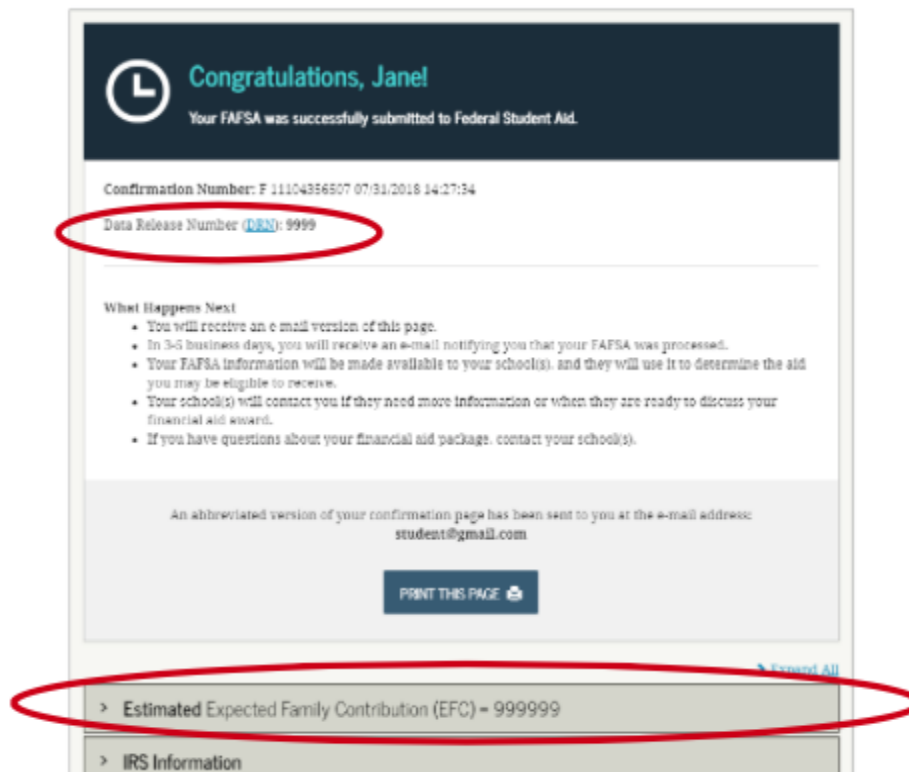 Congratulations, Jane!
Your FAFSA was successfully submitted to Federal Student Aid.
Confirmation Number: F 11104356507 07/31/2018 14:27:34
Data Release Number (DRN): 9999
What Happens Next
• You will receive an e-mail version of this page.
• In 3-5 business days, you will receive an e-mail notifying you that your FAFSA was processed.
• Your FAFSA information will be made available to your school(s), and they will use it to determine the aid
you may be eligible to receive.
• Your school(s) will contact you if they need more information or when they are ready to discuss your
financial aid award.
• If you have questions about your financial aid package, contact your school(s).
An abbreviated version of your confirmation page has been sent to you at the e-mail address:
student@gmail.com
PRINT THIS PAGE
Expand All
Estimated Expected Family Contribution (EFC) = 999999
IRS Information